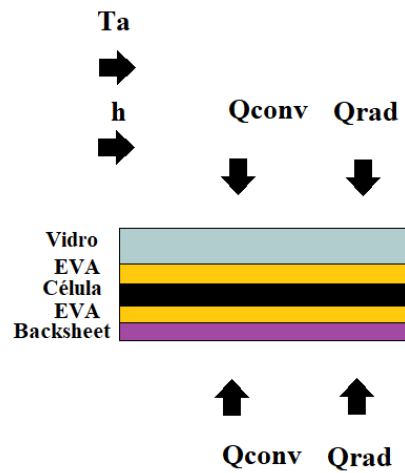 Ta
h
Qconv Qrad
Vidro
EVA
Célula
EVA
Backsheet
Qconv Qrad